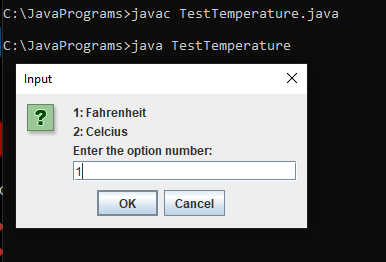 C:\JavaPrograms>javac TestTemperature.java
C:\JavaPrograms>java TestTemperature
Input
?
1: Fahrenheit
2: Celcius
Enter the option number:
1
OK Cancel